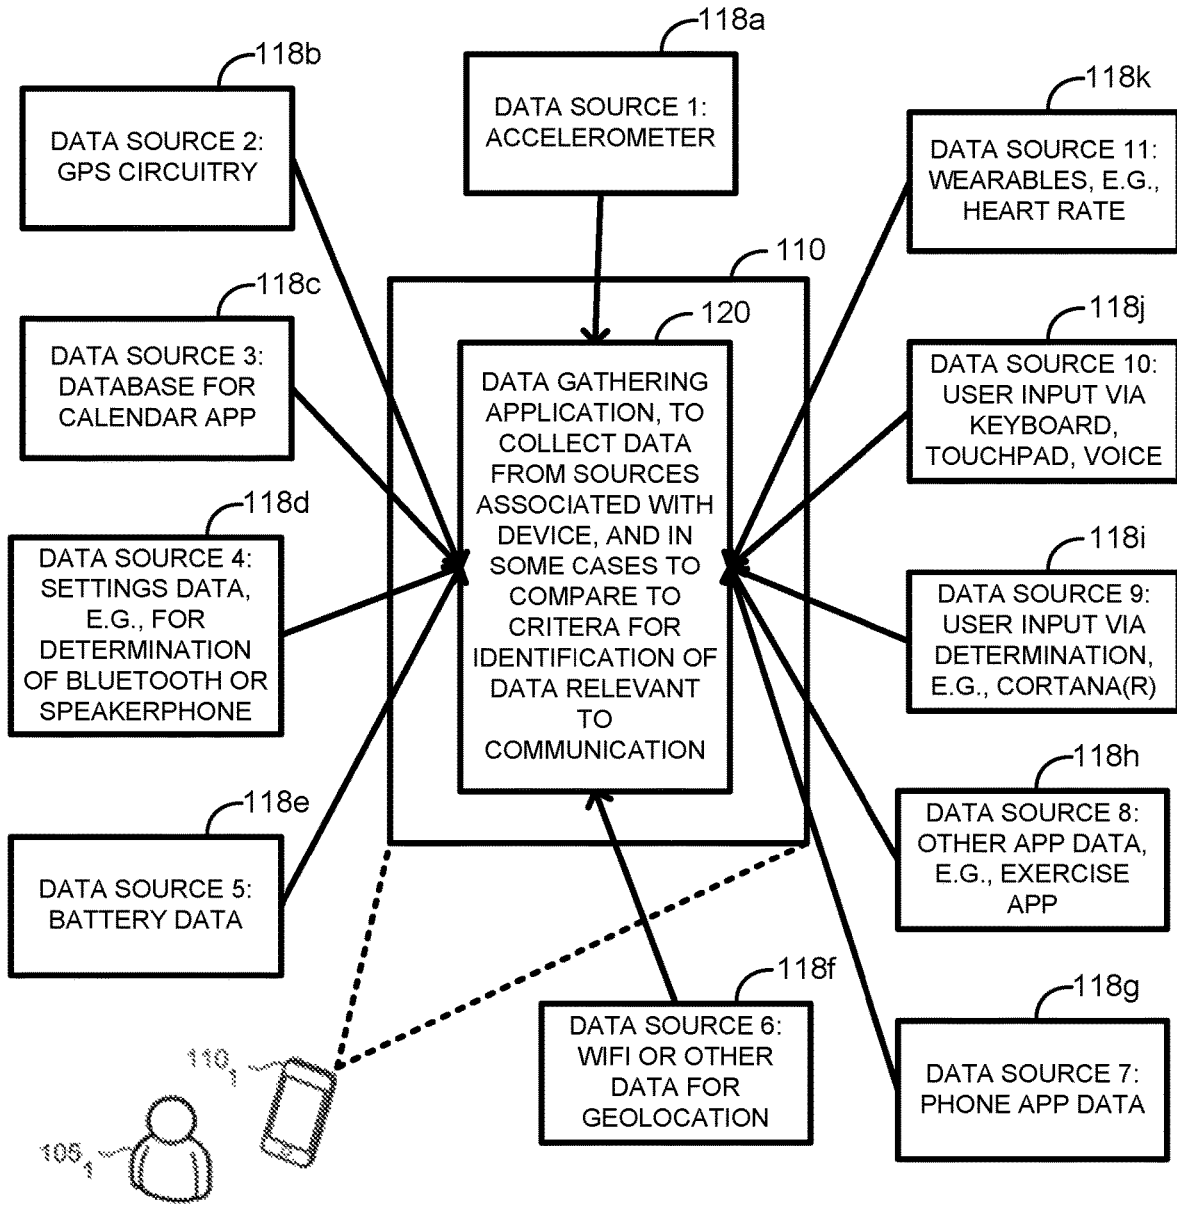 118a
DATA SOURCE 1:
ACCELEROMETER
118b
DATA SOURCE 2:
GPS CIRCUITRY
118c
DATA SOURCE 3:
DATABASE FOR
CALENDAR APP
118d
DATA SOURCE 4:
SETTINGS DATA,
E.G., FOR
DETERMINATION
OF BLUETOOTH OR
SPEAKERPHONE
118e
DATA SOURCE 5:
BATTERY DATA
110
120
DATA GATHERING
APPLICATION, TO
COLLECT DATA
FROM SOURCES
ASSOCIATED WITH
DEVICE, AND IN
SOME CASES TO
COMPARE TO
CRITERA FOR
IDENTIFICATION OF
DATA RELEVANT
TO
COMMUNICATION
118k
DATA SOURCE 11:
WEARABLES, E.G.,
HEART RATE
118j
DATA SOURCE 10:
USER INPUT VIA
KEYBOARD,
TOUCHPAD, VOICE
118i
DATA SOURCE 9:
USER INPUT VIA
DETERMINATION,
E.G., CORTANA(R)
118h
DATA SOURCE 8:
OTHER APP DATA,
E.G., EXERCISE
APP
118g
DATA SOURCE 7:
PHONE APP DATA
118f
DATA SOURCE 6:
WIFI OR OTHER
DATA FOR
GEOLOCATION
110₁
105₁